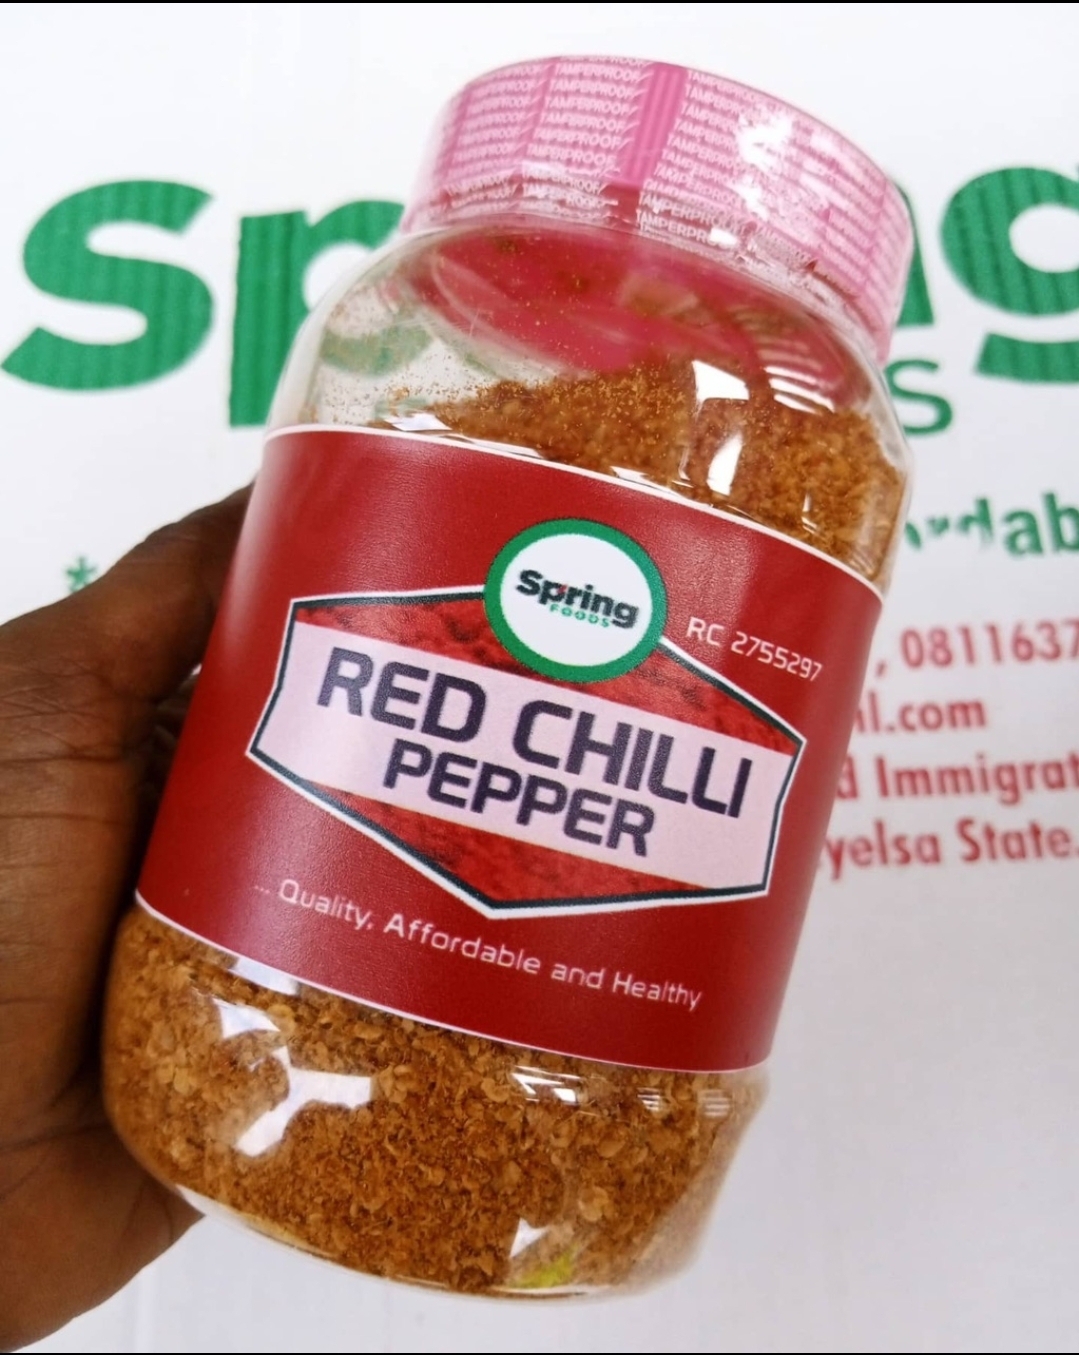 TAMPERPROOF
Spring
FOODS
RC 2755297
RED CHILLI
PEPPER
... Quality, Affordable and Healthy
, 0811637
l.com
d Immigrat
yelsa State.